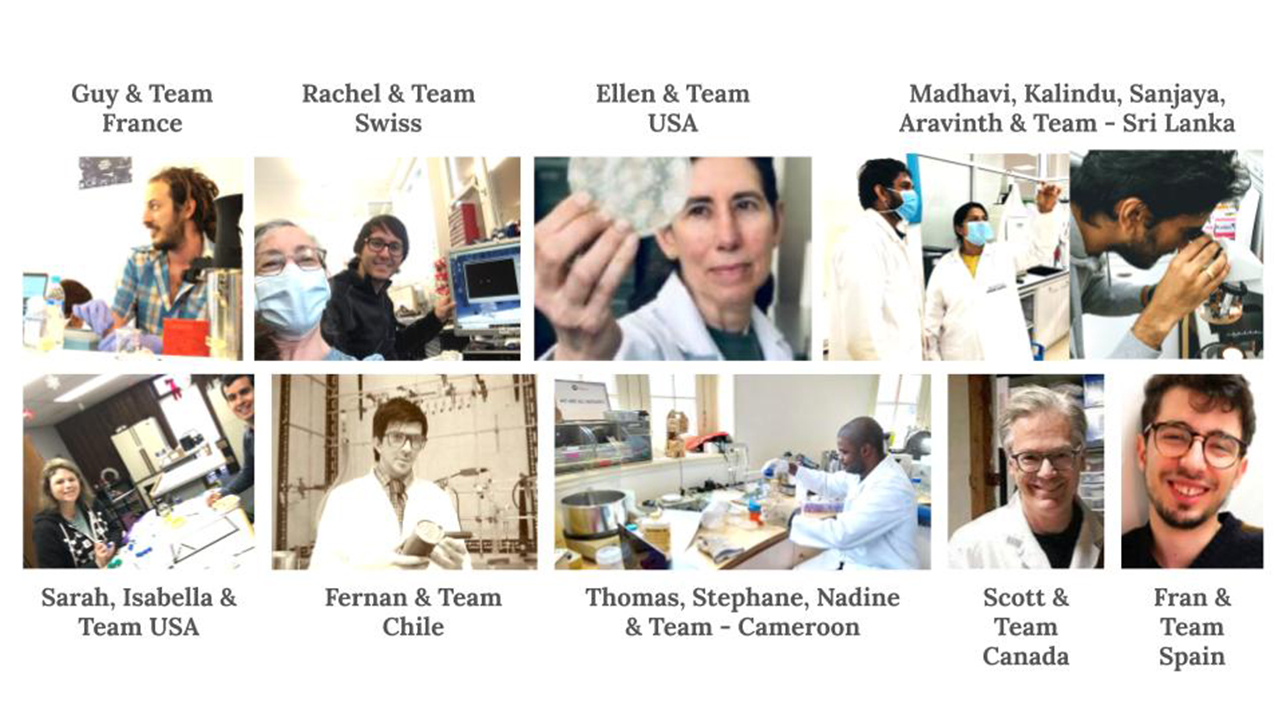 Guy & Team
France
Rachel & Team
Swiss
Ellen & Team
USA
Madhavi, Kalindu, Sanjaya,
Aravinth & Team - Sri Lanka
Sarah, Isabella &
Team USA
Fernan & Team
Chile
Thomas, Stephane, Nadine
& Team - Cameroon
Scott &
Team
Canada
Fran &
Team
Spain